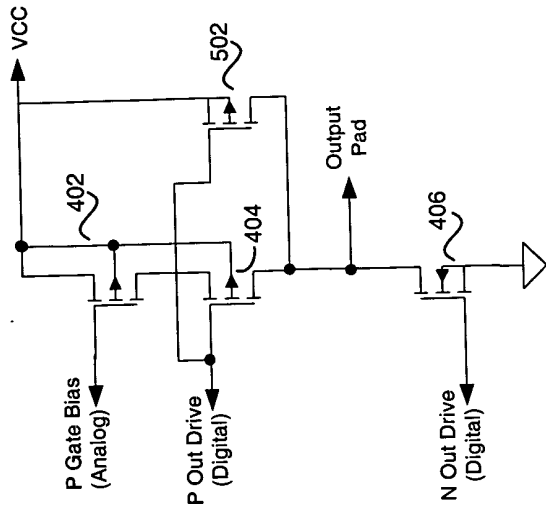 VCC
402
502
P Gate Bias
(Analog)
404
P Out Drive
(Digital)
Output
Pad
406
N Out Drive
(Digital)